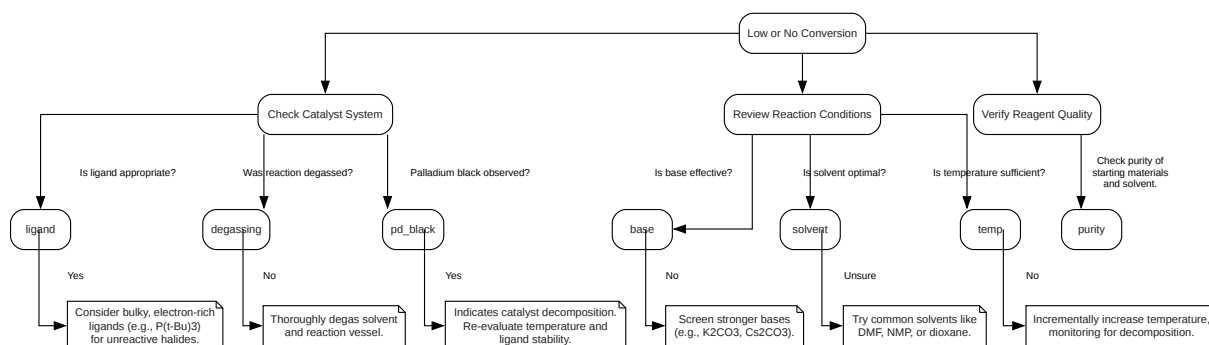 Low or No Conversion
Check Catalyst System
Review Reaction Conditions
Verify Reagent Quality
Is ligand appropriate?
Was reaction degassed?
Palladium black observed?
Is base effective?
Is solvent optimal?
Is temperature sufficient?
Check purity of
starting materials
and solvent.
ligand
degassing
pd_black
base
solvent
temp
purity
Yes
No
Yes
No
Unsure
No
Consider bulky, electron-rich
ligands (e.g., P(t-Bu)3)
for unreactive halides.
Thoroughly degas solvent
and reaction vessel.
Indicates catalyst decomposition.
Re-evaluate temperature and
ligand stability.
Screen stronger bases
(e.g., K2CO3, Cs2CO3).
Try common solvents like
DMF, NMP, or dioxane.
Incrementally increase temperature,
monitoring for decomposition.